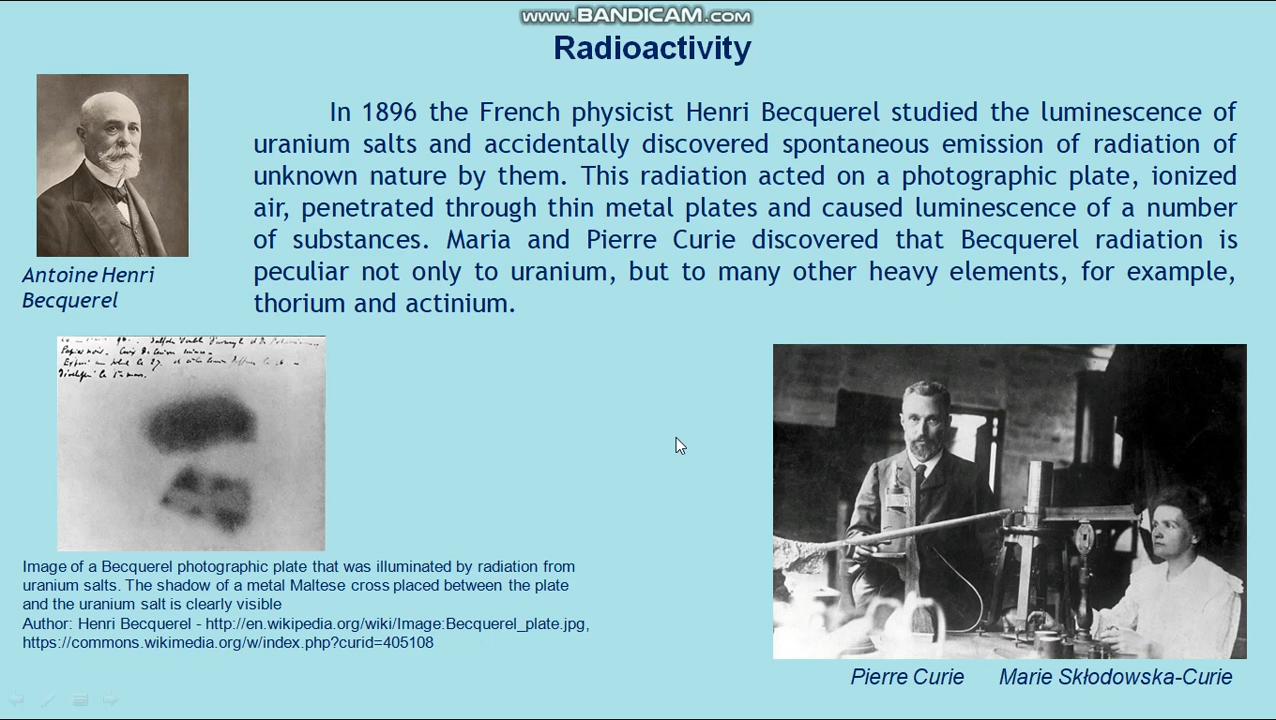 www.BANDICAM.com
Radioactivity
In 1896 the French physicist Henri Becquerel studied the luminescence of
uranium salts and accidentally discovered spontaneous emission of radiation of
unknown nature by them. This radiation acted on a photographic plate, ionized
air, penetrated through thin metal plates and caused luminescence of a number
of substances. Maria and Pierre Curie discovered that Becquerel radiation is
peculiar not only to uranium, but to many other heavy elements, for example,
thorium and actinium.
Antoine Henri
Becquerel
Image of a Becquerel photographic plate that was illuminated by radiation from
uranium salts. The shadow of a metal Maltese cross placed between the plate
and the uranium salt is clearly visible
Author: Henri Becquerel - http://en.wikipedia.org/wiki/Image:Becquerel_plate.jpg,
https://commons.wikimedia.org/w/index.php?curid=405108
Pierre Curie Marie Skłodowska-Curie